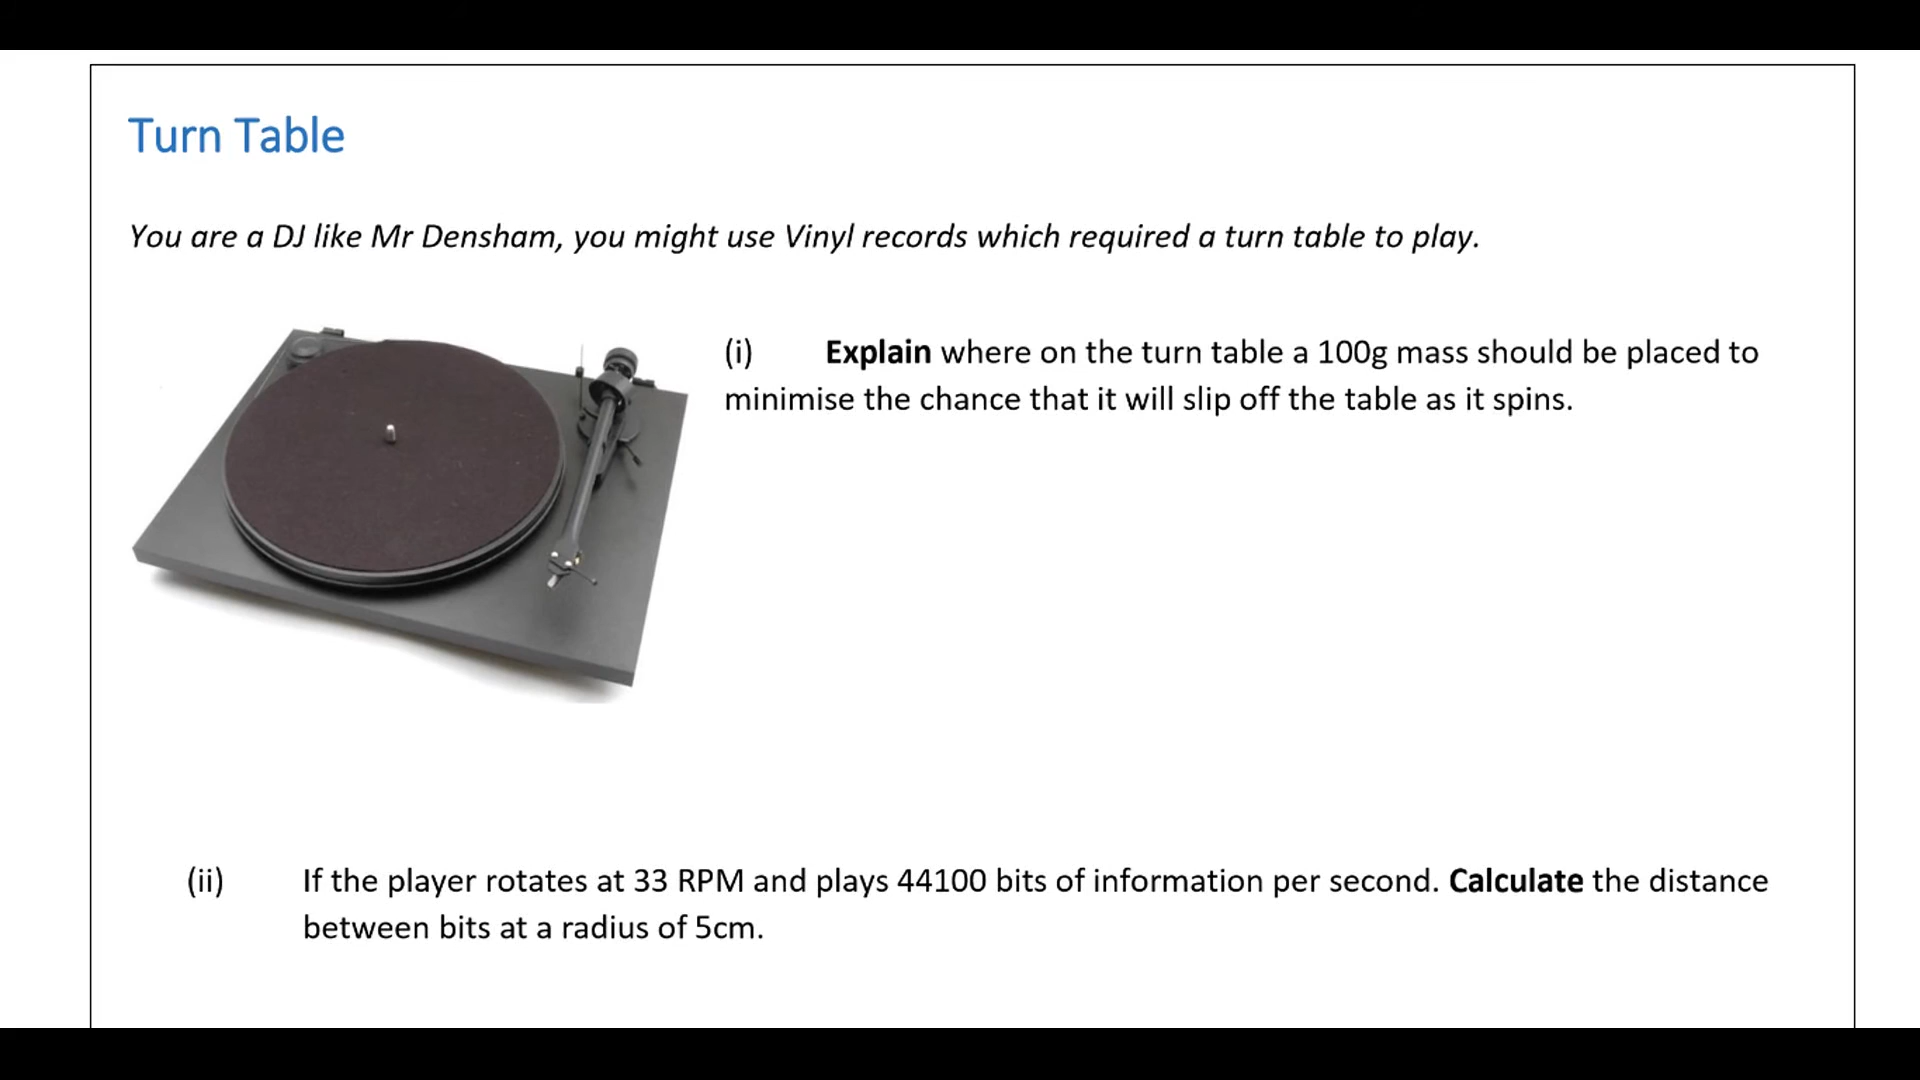 Turn Table
You are a DJ like Mr Densham, you might use Vinyl records which required a turn table to play.
(i) Explain where on the turn table a 100g mass should be placed to
minimise the chance that it will slip off the table as it spins.
(ii) If the player rotates at 33 RPM and plays 44100 bits of information per second. Calculate the distance
between bits at a radius of 5cm.